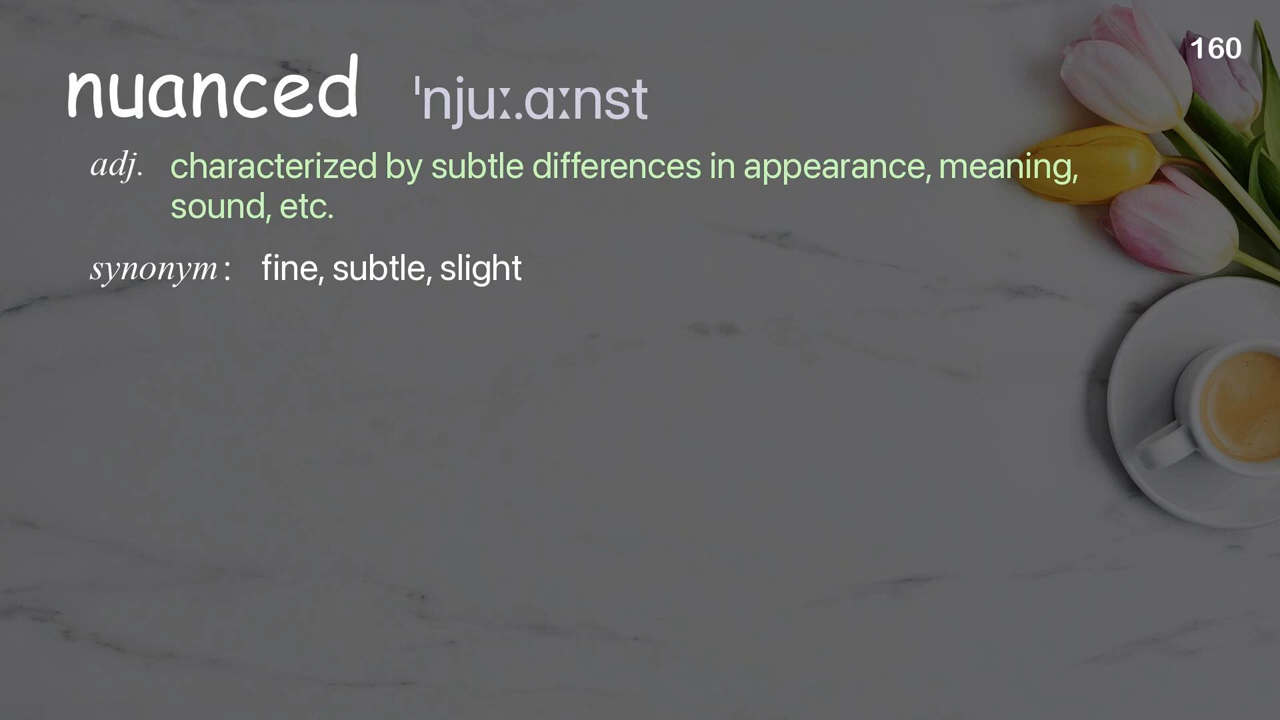 160
nuanced ˈnjuː.ɑːnst
adj. characterized by subtle differences in appearance, meaning,
sound, etc.
synonym: fine, subtle, slight